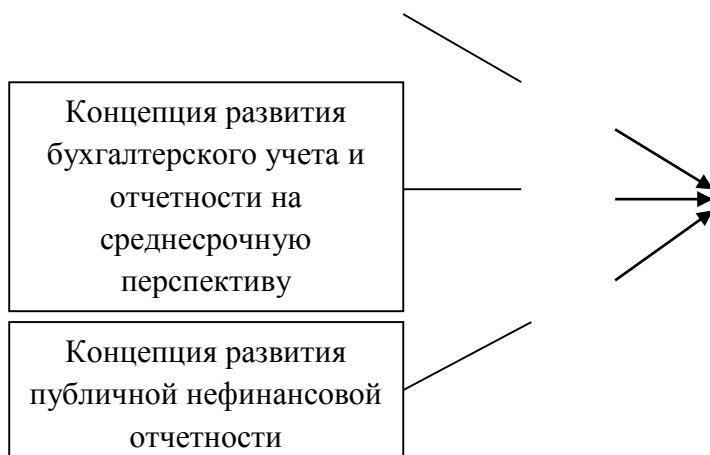 Концепция развития
бухгалтерского учета и
отчетности на
среднесрочную
перспективу
Концепция развития
публичной нефинансовой
отчетности